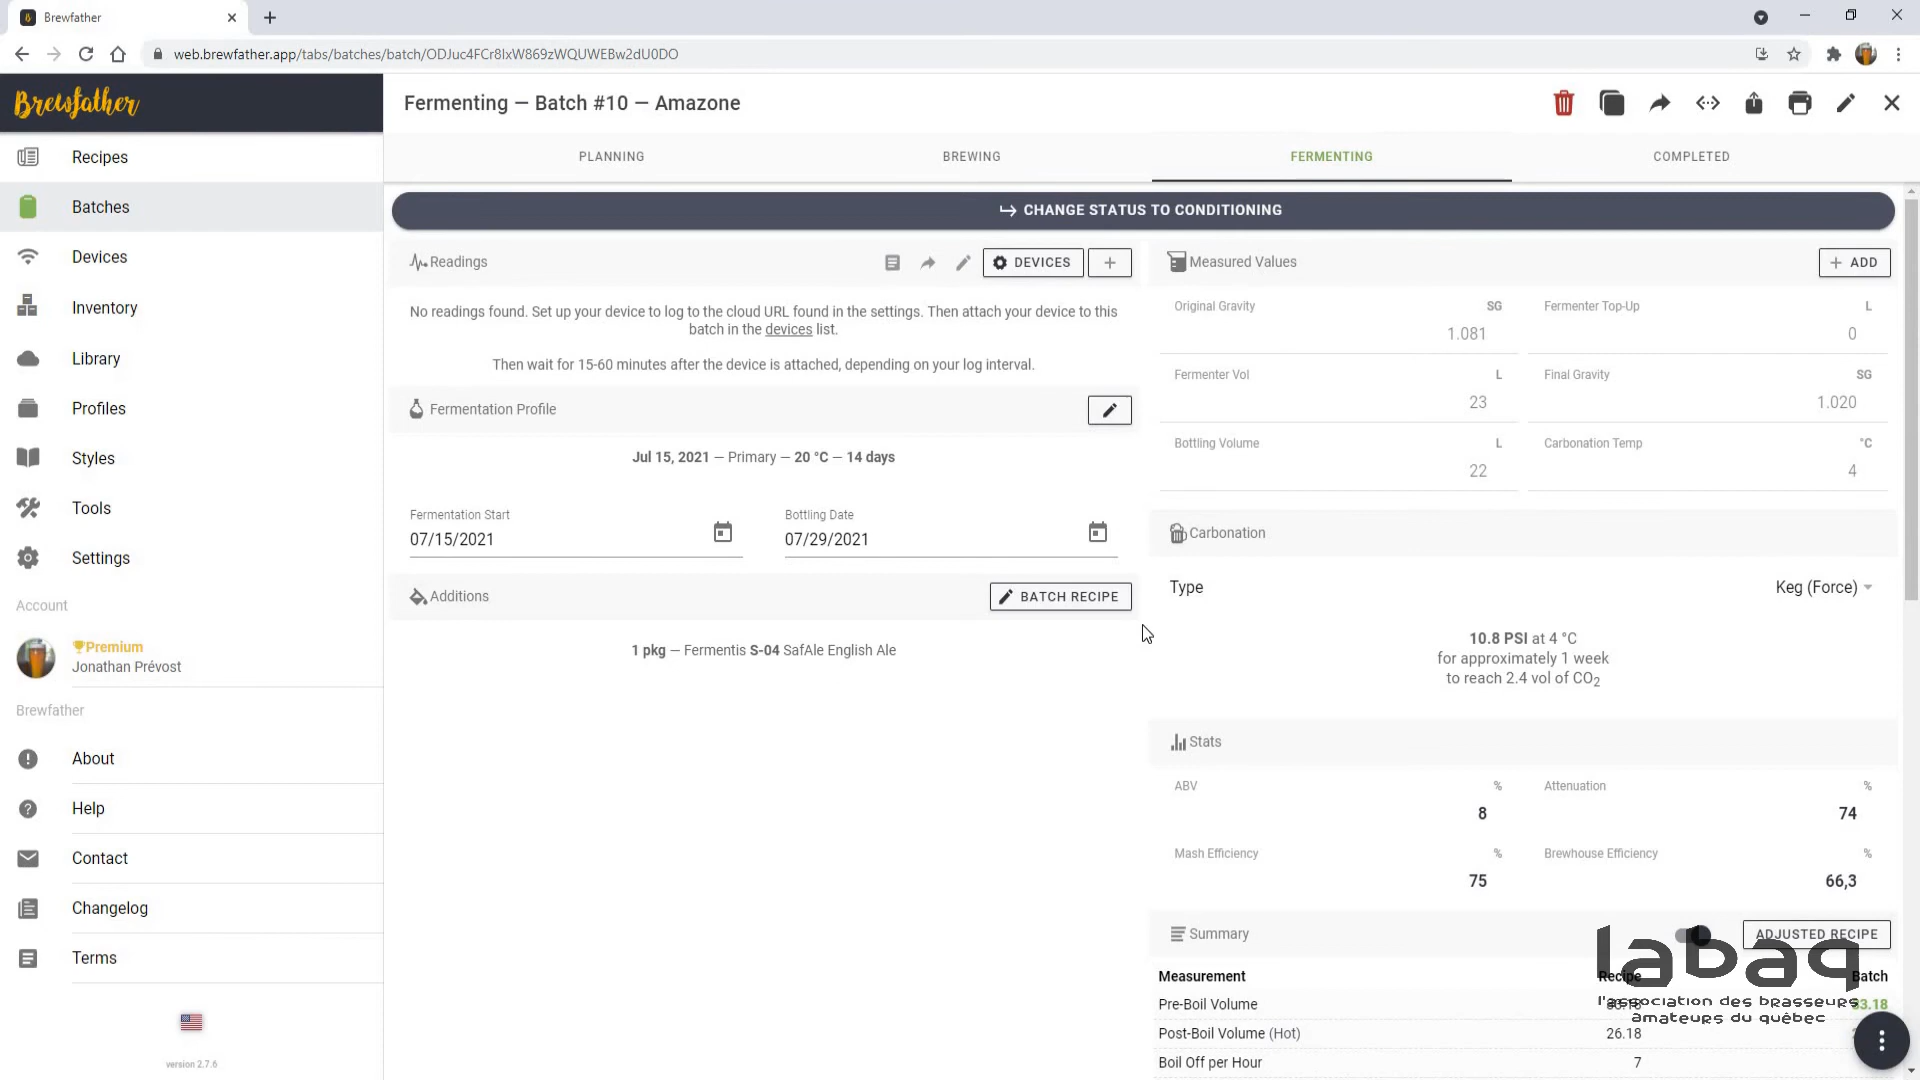 Brewfather
web.brewfather.app/tabs/batches/batch/ODJuc4FCr8lxW869zWQUWEBw2dU0DO
Brewfather
Fermenting — Batch #10 — Amazone
Recipes
Batches
Devices
Inventory
Library
Profiles
Styles
Tools
Settings
Account
Premium
Jonathan Prévost
Brewfather
About
Help
Contact
Changelog
Terms
version 2.7.6
PLANNING
BREWING
FERMENTING
COMPLETED
CHANGE STATUS TO CONDITIONING
Readings
DEVICES
No readings found. Set up your device to log to the cloud URL found in the settings. Then attach your device to this
batch in the devices list.
Then wait for 15-60 minutes after the device is attached, depending on your log interval.
Fermentation Profile
Jul 15, 2021 — Primary — 20 °C — 14 days
Fermentation Start
07/15/2021
Bottling Date
07/29/2021
Additions
BATCH RECIPE
1 pkg — Fermentis S-04 SafAle English Ale
Measured Values
+ ADD
Original Gravity SG
1.081
Fermenter Top-Up L
0
Fermenter Vol L
23
Final Gravity SG
1.020
Bottling Volume L
22
Carbonation Temp °C
4
Carbonation
Type Keg (Force)
10.8 PSI at 4 °C
for approximately 1 week
to reach 2.4 vol of CO2
Stats
ABV %
8
Attenuation %
74
Mash Efficiency %
75
Brewhouse Efficiency %
66,3
Summary
ADJUSTED RECIPE
Measurement Recipe Batch
Pre-Boil Volume 33.18
Post-Boil Volume (Hot) 26.18
Boil Off per Hour 7
labaq
l'association des brasseurs
amateurs du québec